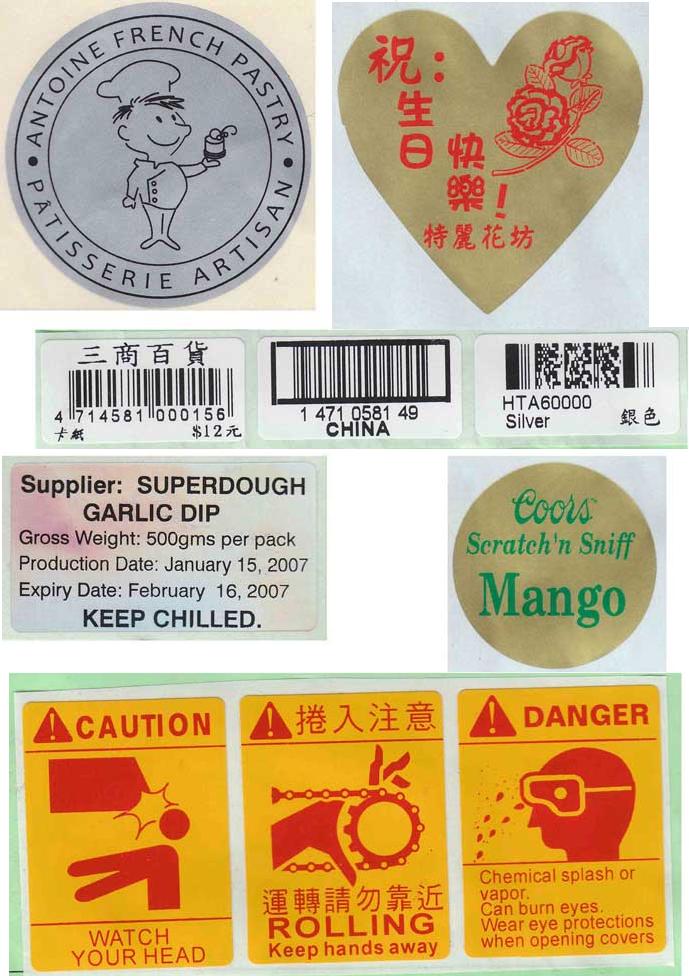 ANTOINE FRENCH PASTRY
PÂTISSERIE ARTISAN
祝：
生日
快樂！
特麗花坊
三商百貨
4 714581 000156
卡紙 $12元
1 471 0581 49
CHINA
HTA60000
Silver 銀色
Supplier: SUPERDOUGH
GARLIC DIP
Gross Weight: 500gms per pack
Production Date: January 15, 2007
Expiry Date: February 16, 2007
KEEP CHILLED.
Coors™
Scratch'n Sniff
Mango
CAUTION
WATCH
YOUR HEAD
捲入注意
運轉請勿靠近
ROLLING
Keep hands away
DANGER
Chemical splash or
vapor.
Can burn eyes.
Wear eye protections
when opening covers